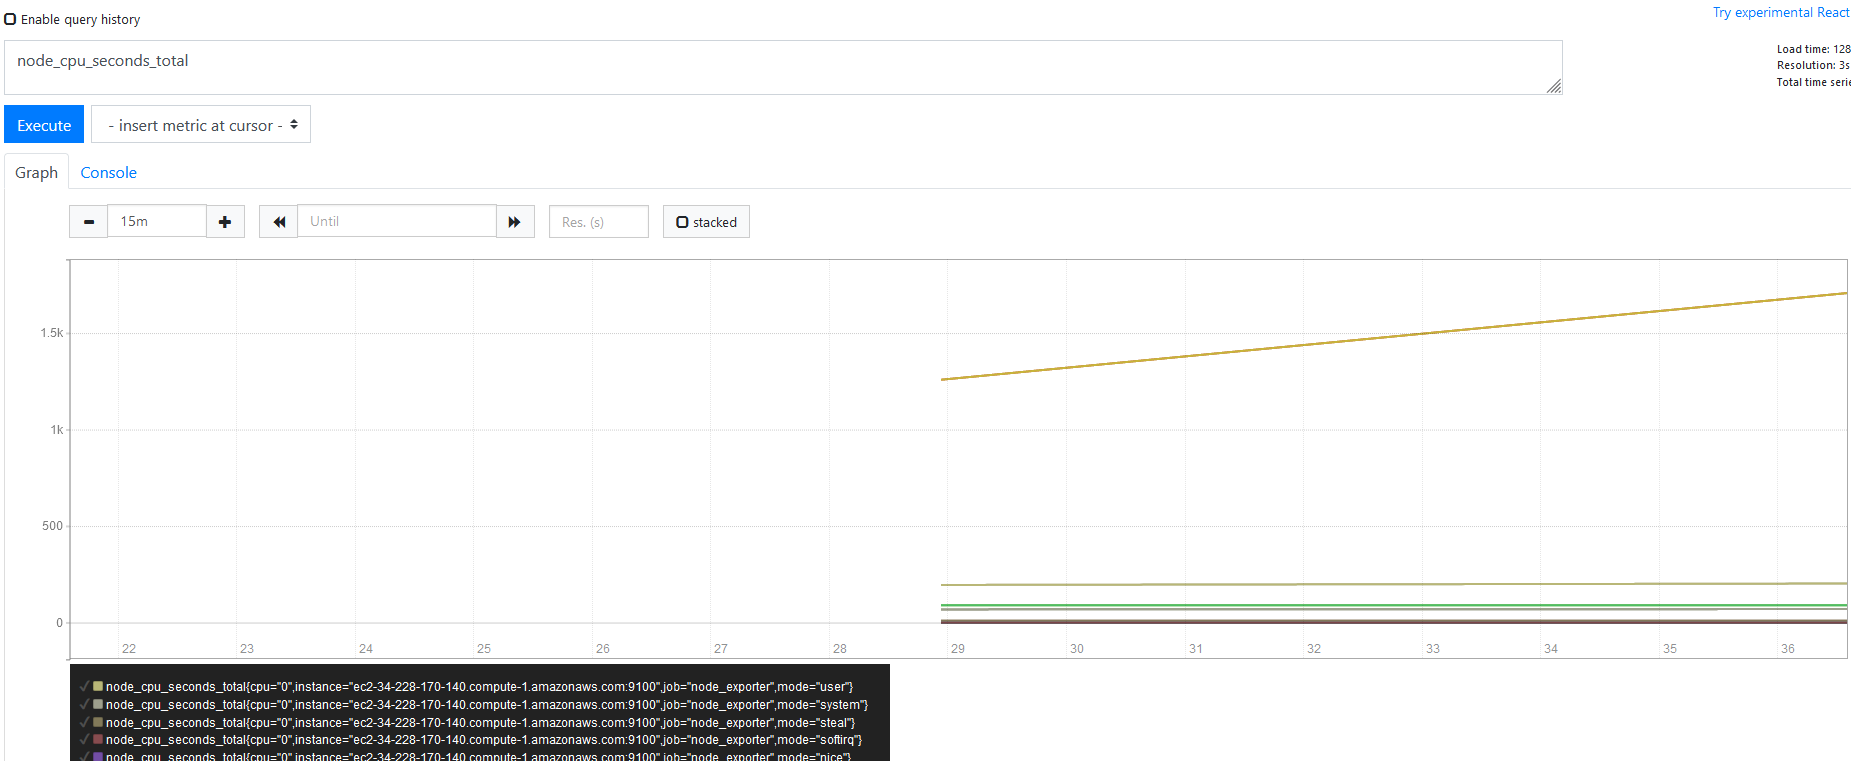 Enable query history
Try experimental React
node_cpu_seconds_total
Load time: 128
Resolution: 3s
Total time serie
Execute
- insert metric at cursor -
Graph
Console
15m
Until
Res. (s)
stacked
1.5k
1k
500
0
22 23 24 25 26 27 28 29 30 31 32 33 34 35 36
node_cpu_seconds_total{cpu="0",instance="ec2-34-228-170-140.compute-1.amazonaws.com:9100",job="node_exporter",mode="user"}
node_cpu_seconds_total{cpu="0",instance="ec2-34-228-170-140.compute-1.amazonaws.com:9100",job="node_exporter",mode="system"}
node_cpu_seconds_total{cpu="0",instance="ec2-34-228-170-140.compute-1.amazonaws.com:9100",job="node_exporter",mode="steal"}
node_cpu_seconds_total{cpu="0",instance="ec2-34-228-170-140.compute-1.amazonaws.com:9100",job="node_exporter",mode="softirq"}
node_cpu_seconds_total{cpu="0",instance="ec2-34-228-170-140.compute-1.amazonaws.com:9100",job="node_exporter",mode="nice"}